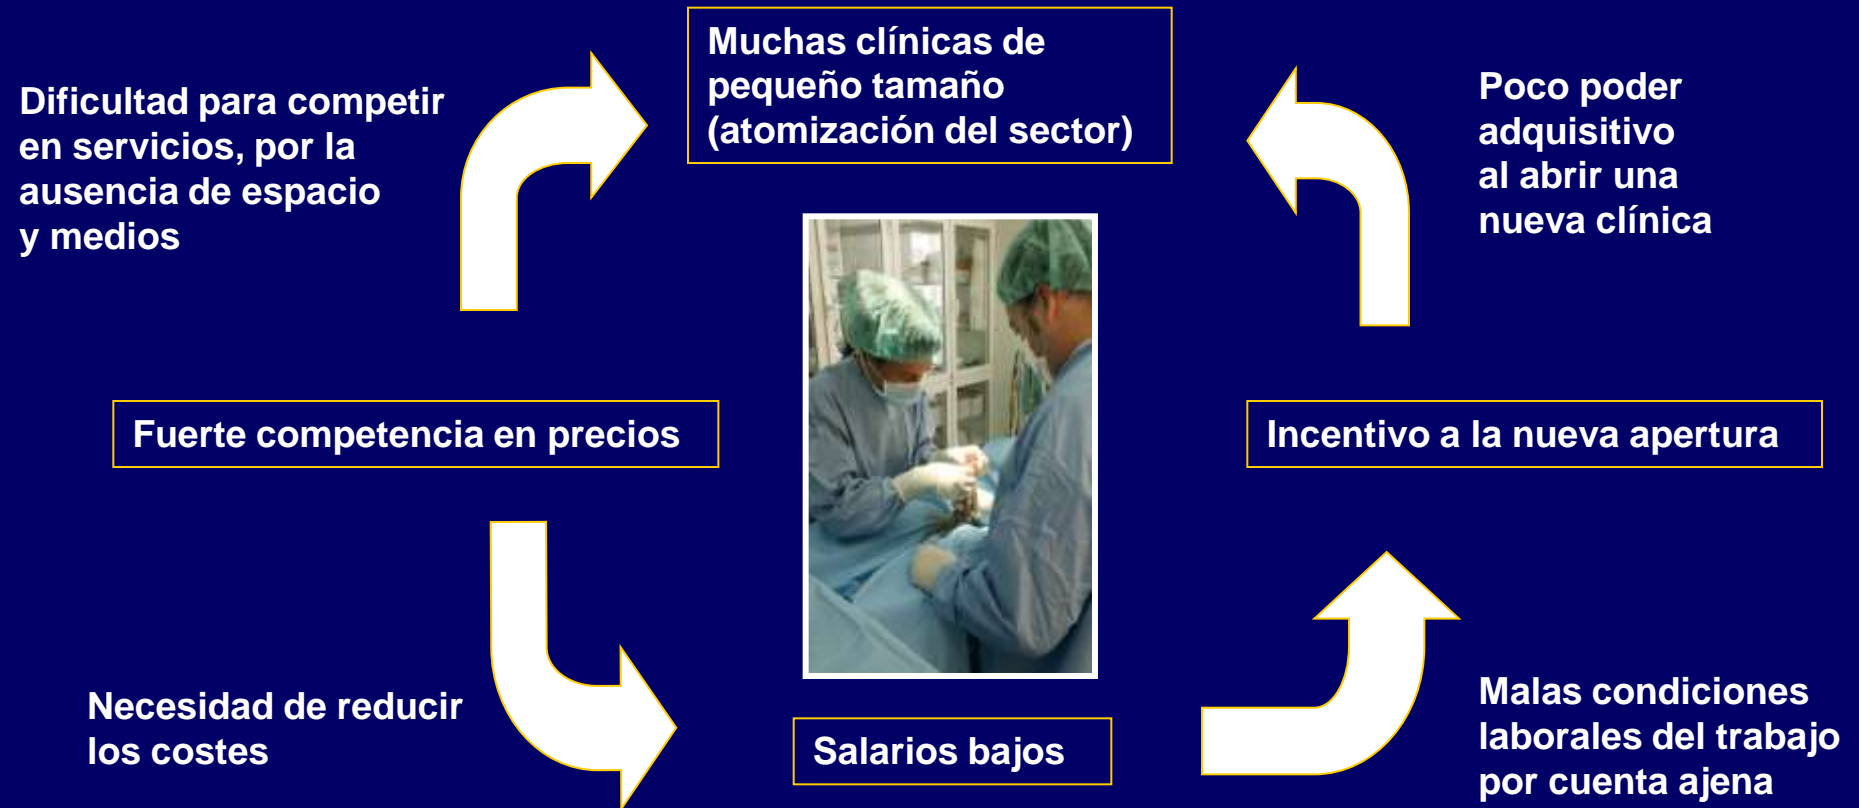 Muchas clínicas de
pequeño tamaño
(atomización del sector)
Dificultad para competir
en servicios, por la
ausencia de espacio
y medios
Poco poder
adquisitivo
al abrir una
nueva clínica
Fuerte competencia en precios
Incentivo a la nueva apertura
Necesidad de reducir
los costes
Salarios bajos
Malas condiciones
laborales del trabajo
por cuenta ajena